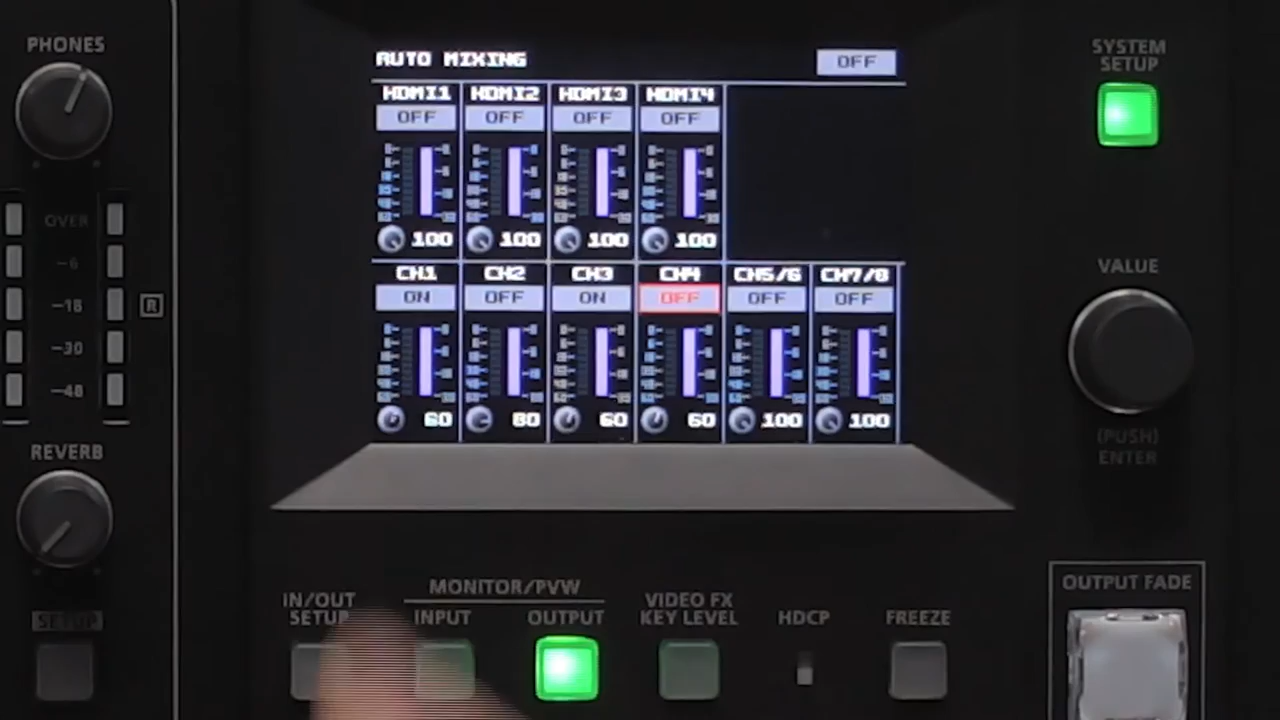 PHONES
OVER
-6
-18
-30
-48
R
REVERB
SETUP
AUTO MIXING OFF
HDMI1 HDMI2 HDMI3 HDMI4
OFF OFF OFF OFF
100 100 100 100
CH1 CH2 CH3 CH4 CH5/6 CH7/8
ON OFF ON OFF OFF OFF
60 80 60 60 100 100
SYSTEM
SETUP
VALUE
(PUSH)
ENTER
MONITOR/PVW
IN/OUT
SETUP
INPUT
OUTPUT
VIDEO FX
KEY LEVEL
HDCP
FREEZE
OUTPUT FADE